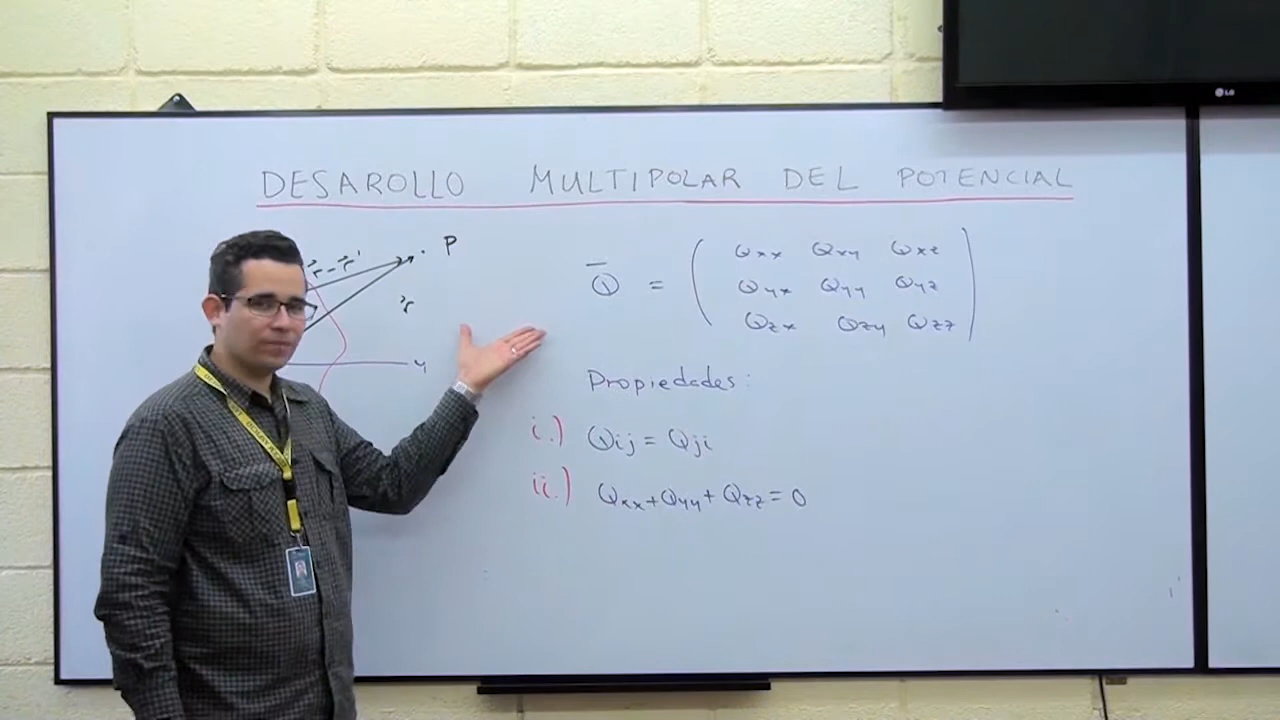 DESAROLLO MULTIPOLAR DEL POTENCIAL
P
r⃗ - r⃗'
r⃗
y
Q̄ = ( Qxx Qxy Qxz
Qyx Qyy Qyz
Qzx Qzy Qzz )
Propiedades:
i.) Qij = Qji
ii.) Qxx + Qyy + Qzz = 0
LG